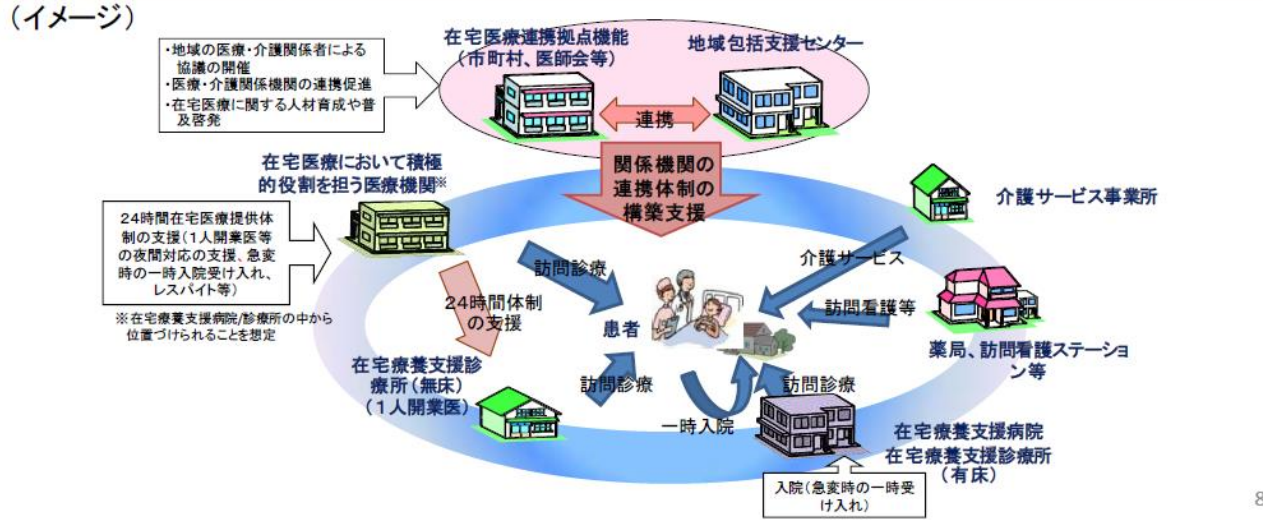 （イメージ）
・地域の医療・介護関係者による
協議の開催
・医療・介護関係機関の連携促進
・在宅医療に関する人材育成や普
及啓発
在宅医療連携拠点機能
（市町村、医師会等）
地域包括支援センター
連携
関係機関の
連携体制の
構築支援
在宅医療において積極
的役割を担う医療機関※
24時間在宅医療提供体
制の支援（1人開業医等
の夜間対応の支援、急変
時の一時入院受け入れ、
レスパイト等）
※在宅療養支援病院/診療所の中から
位置づけられることを想定
介護サービス事業所
訪問診療
介護サービス
24時間体制
の支援
患者
訪問看護等
薬局、訪問看護ステーショ
ン等
在宅療養支援診
療所（無床）
（１人開業医）
訪問診療
一時入院
訪問診療
在宅療養支援病院
在宅療養支援診療所
（有床）
入院（急変時の一時受
け入れ）
8